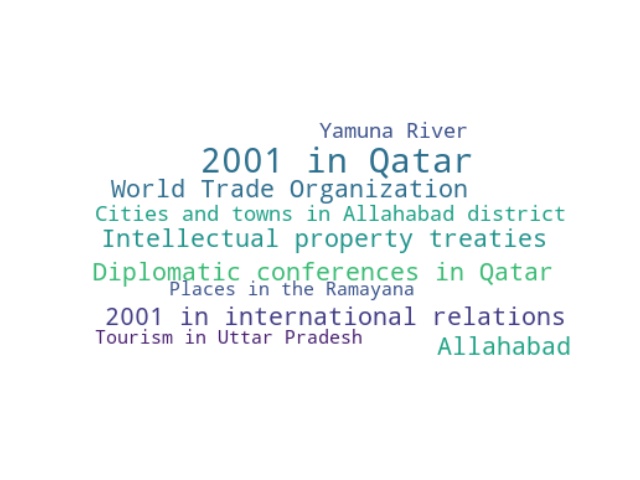 Yamuna River
2001 in Qatar
World Trade Organization
Cities and towns in Allahabad district
Intellectual property treaties
Diplomatic conferences in Qatar
Places in the Ramayana
2001 in international relations
Tourism in Uttar Pradesh
Allahabad